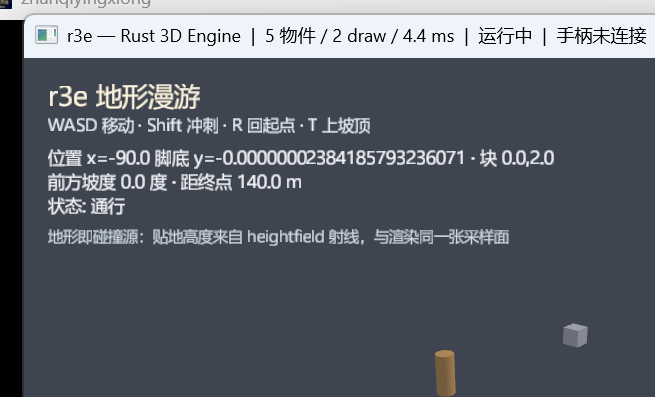 zhanqiyingxiong
r3e — Rust 3D Engine | 5 物件 / 2 draw / 4.4 ms | 运行中 | 手柄未连接
r3e 地形漫游
WASD 移动 · Shift 冲刺 · R 回起点 · T 上坡顶
位置 x=-90.0 脚底 y=-0.00000002384185793236071 · 块 0.0,2.0
前方坡度 0.0 度 · 距终点 140.0 m
状态: 通行
地形即碰撞源：贴地高度来自 heightfield 射线，与渲染同一张采样面